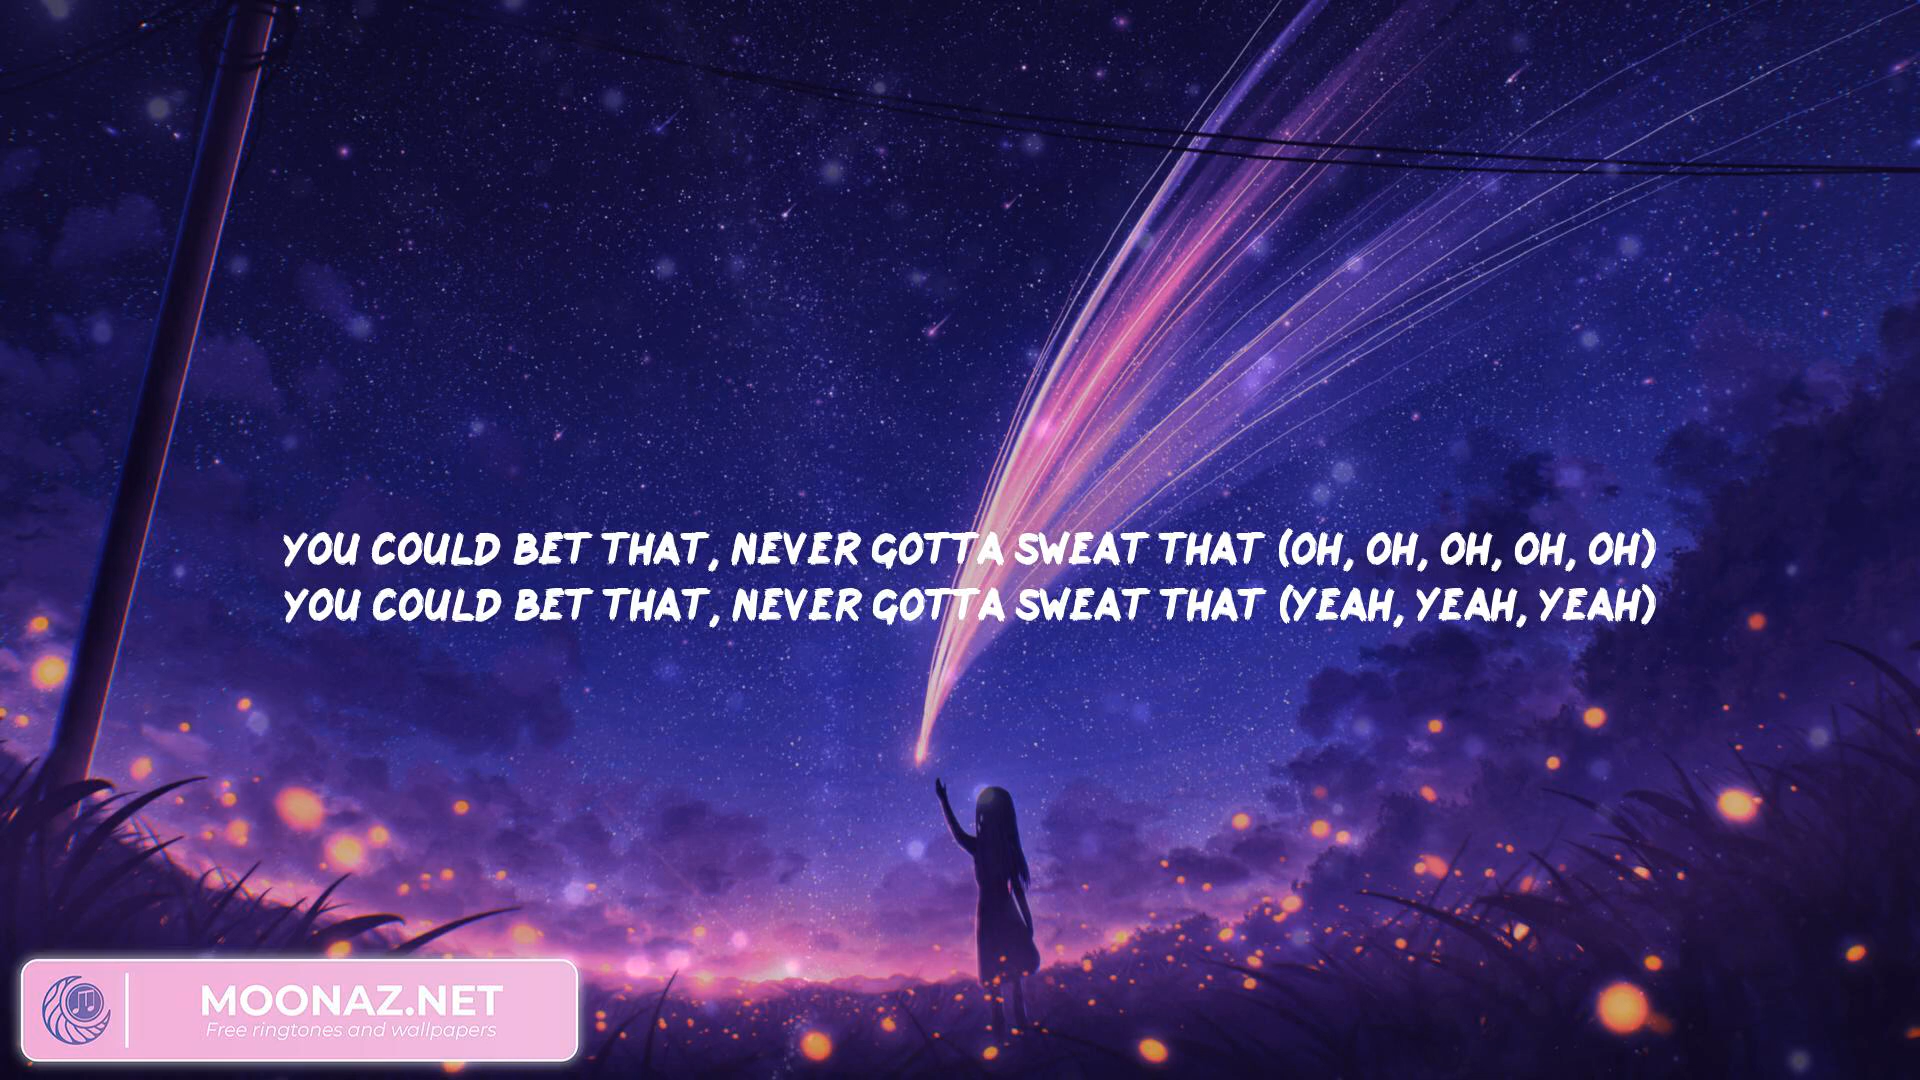 YOU COULD BET THAT, NEVER GOTTA SWEAT THAT (OH, OH, OH, OH, OH)
YOU COULD BET THAT, NEVER GOTTA SWEAT THAT (YEAH, YEAH, YEAH)
MOONAZ.NET
Free ringtones and wallpapers